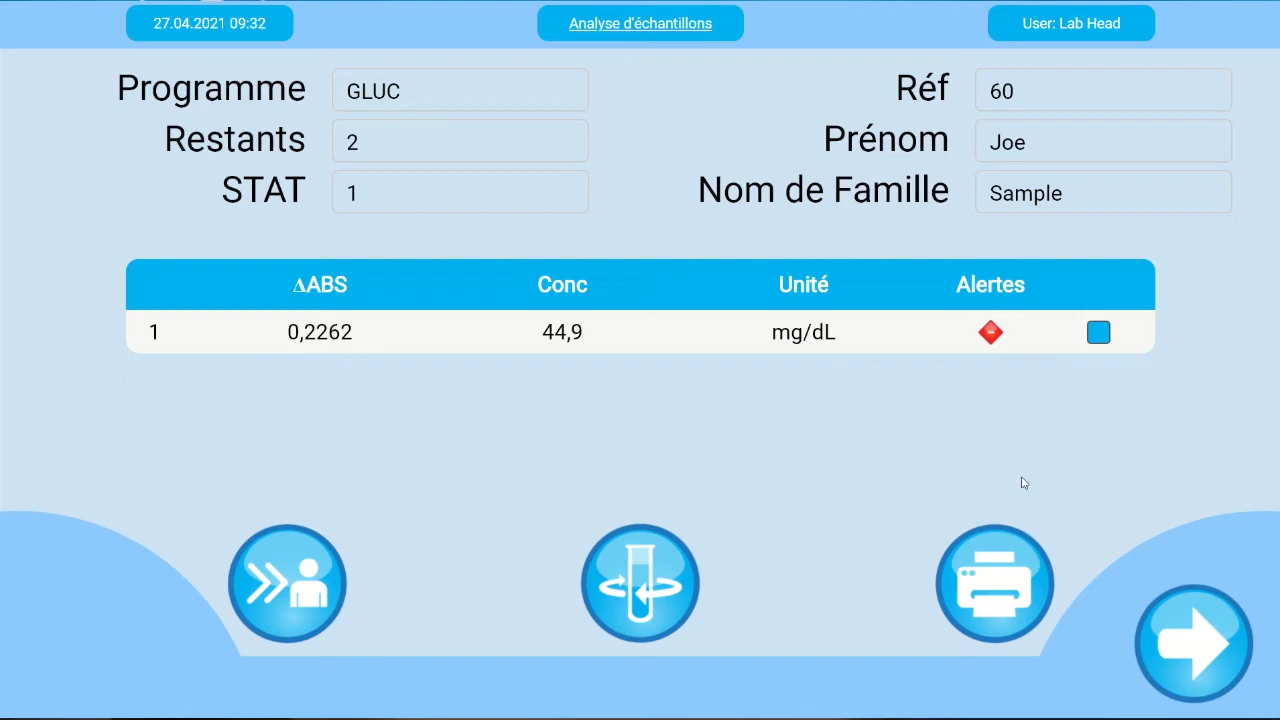 27.04.2021 09:32
Analyse d'échantillons
User: Lab Head
Programme GLUC
Réf 60
Restants 2
Prénom Joe
STAT 1
Nom de Famille Sample
ΔABS Conc Unité Alertes
1 0,2262 44,9 mg/dL